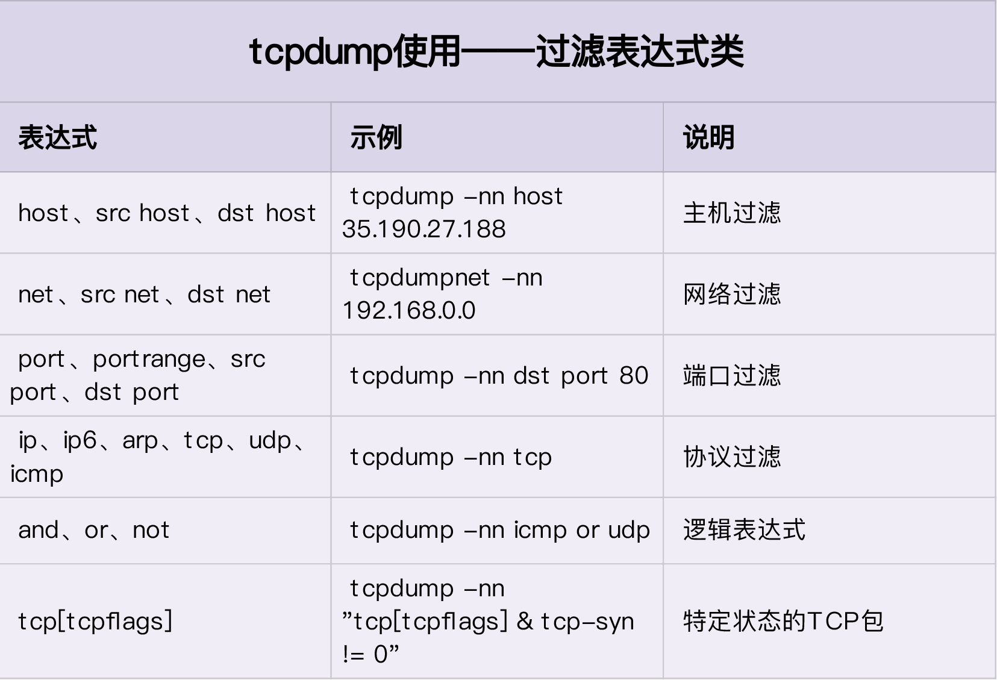 tcpdump使用——过滤表达式类
表达式
示例
说明
host、src host、dst host
tcpdump -nn host
35.190.27.188
主机过滤
net、src net、dst net
tcpdumpnet -nn
192.168.0.0
网络过滤
port、portrange、src
port、dst port
tcpdump -nn dst port 80
端口过滤
ip、ip6、arp、tcp、udp、
icmp
tcpdump -nn tcp
协议过滤
and、or、not
tcpdump -nn icmp or udp
逻辑表达式
tcp[tcpflags]
tcpdump -nn
”tcp[tcpflags] & tcp-syn
!= 0”
特定状态的TCP包